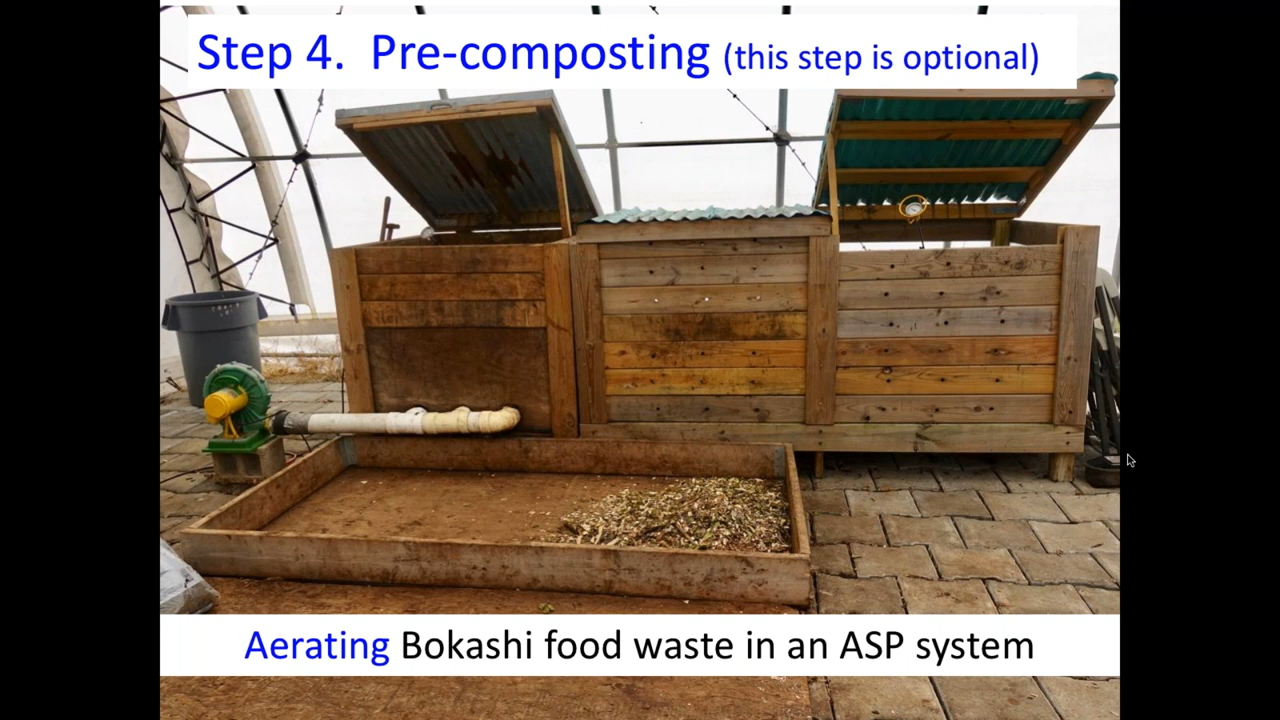 Step 4.  Pre-composting (this step is optional)
Aerating Bokashi food waste in an ASP system